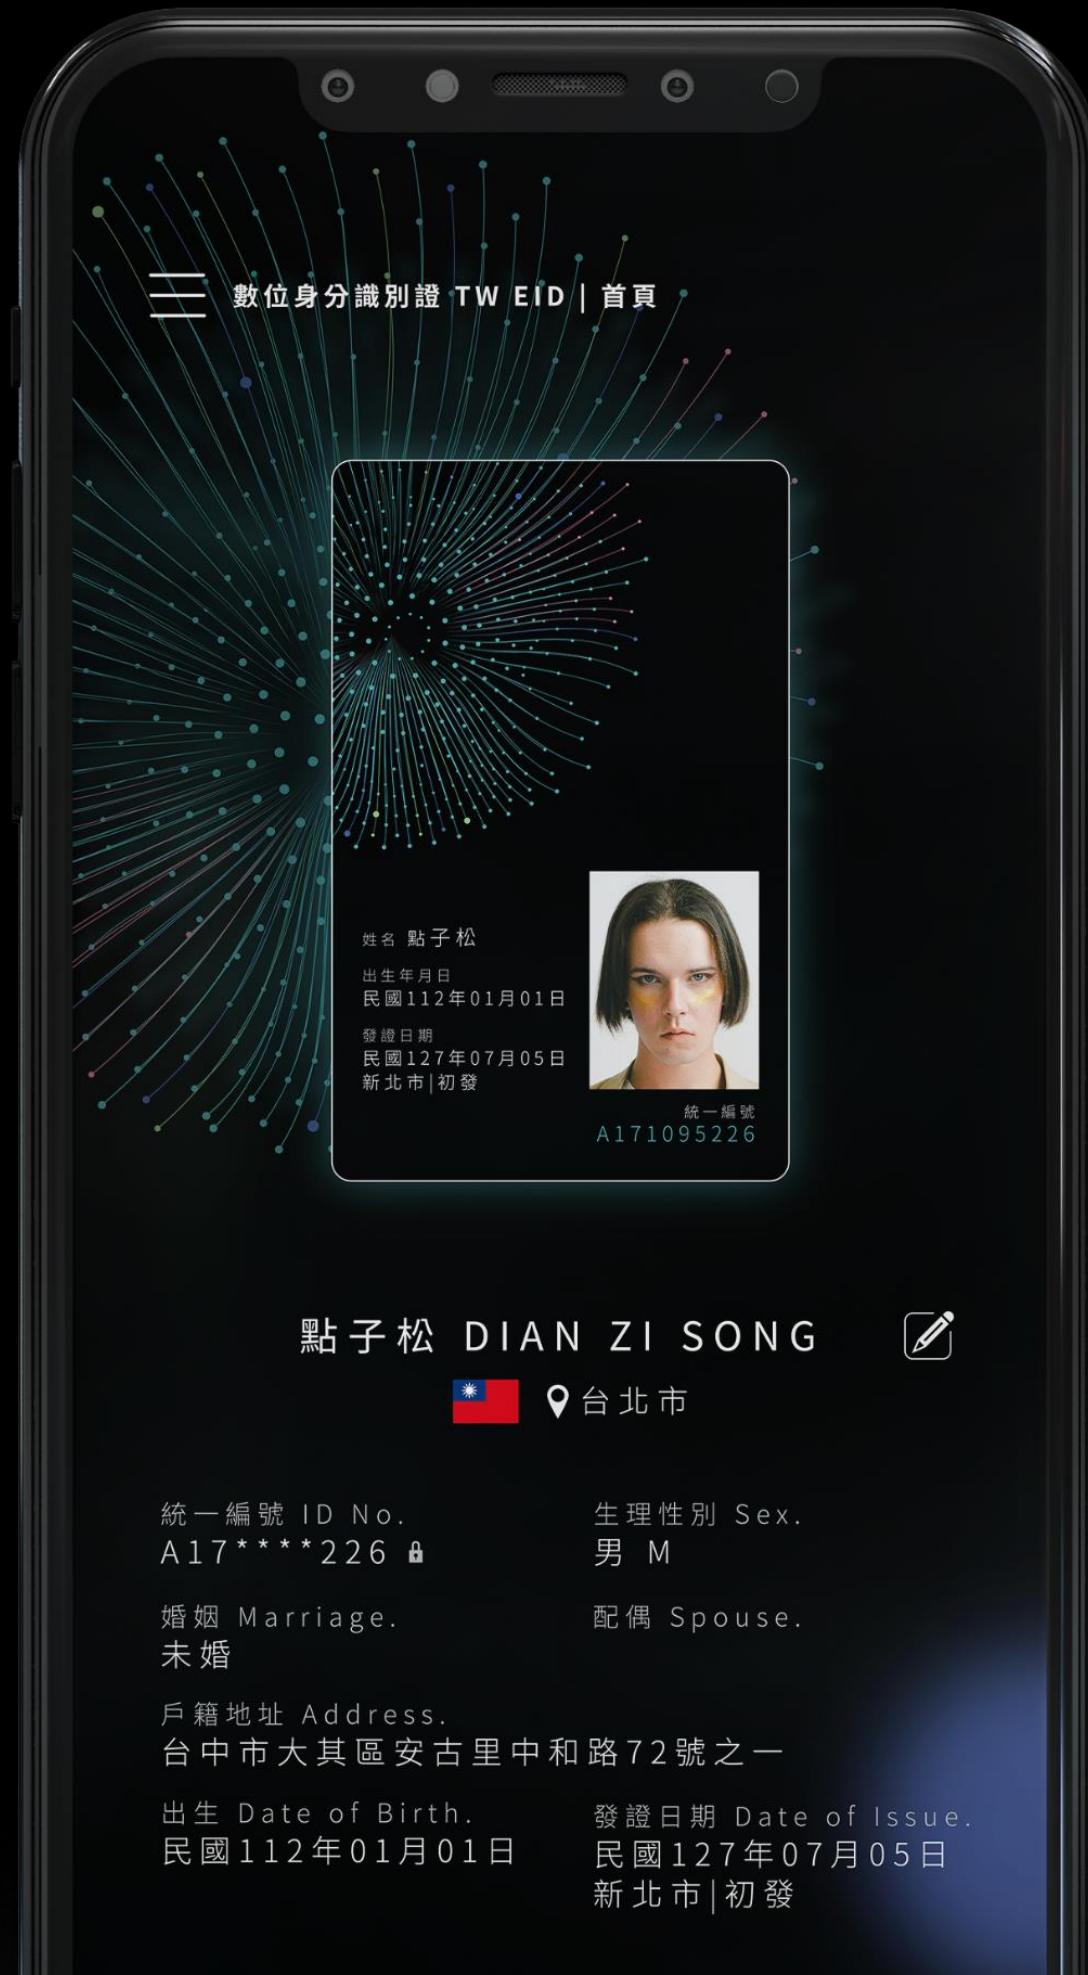 數位身分識別證 TW EID | 首頁
姓名 點子松
出生年月日
民國112年01月01日
發證日期
民國127年07月05日
新北市|初發
統一編號
A171095226
點子松 DIAN ZI SONG
台北市
統一編號 ID No.
A17****226
生理性別 Sex.
男 M
婚姻 Marriage.
未婚
配偶 Spouse.
戶籍地址 Address.
台中市大其區安古里中和路72號之一
出生 Date of Birth.
民國112年01月01日
發證日期 Date of Issue.
民國127年07月05日
新北市|初發